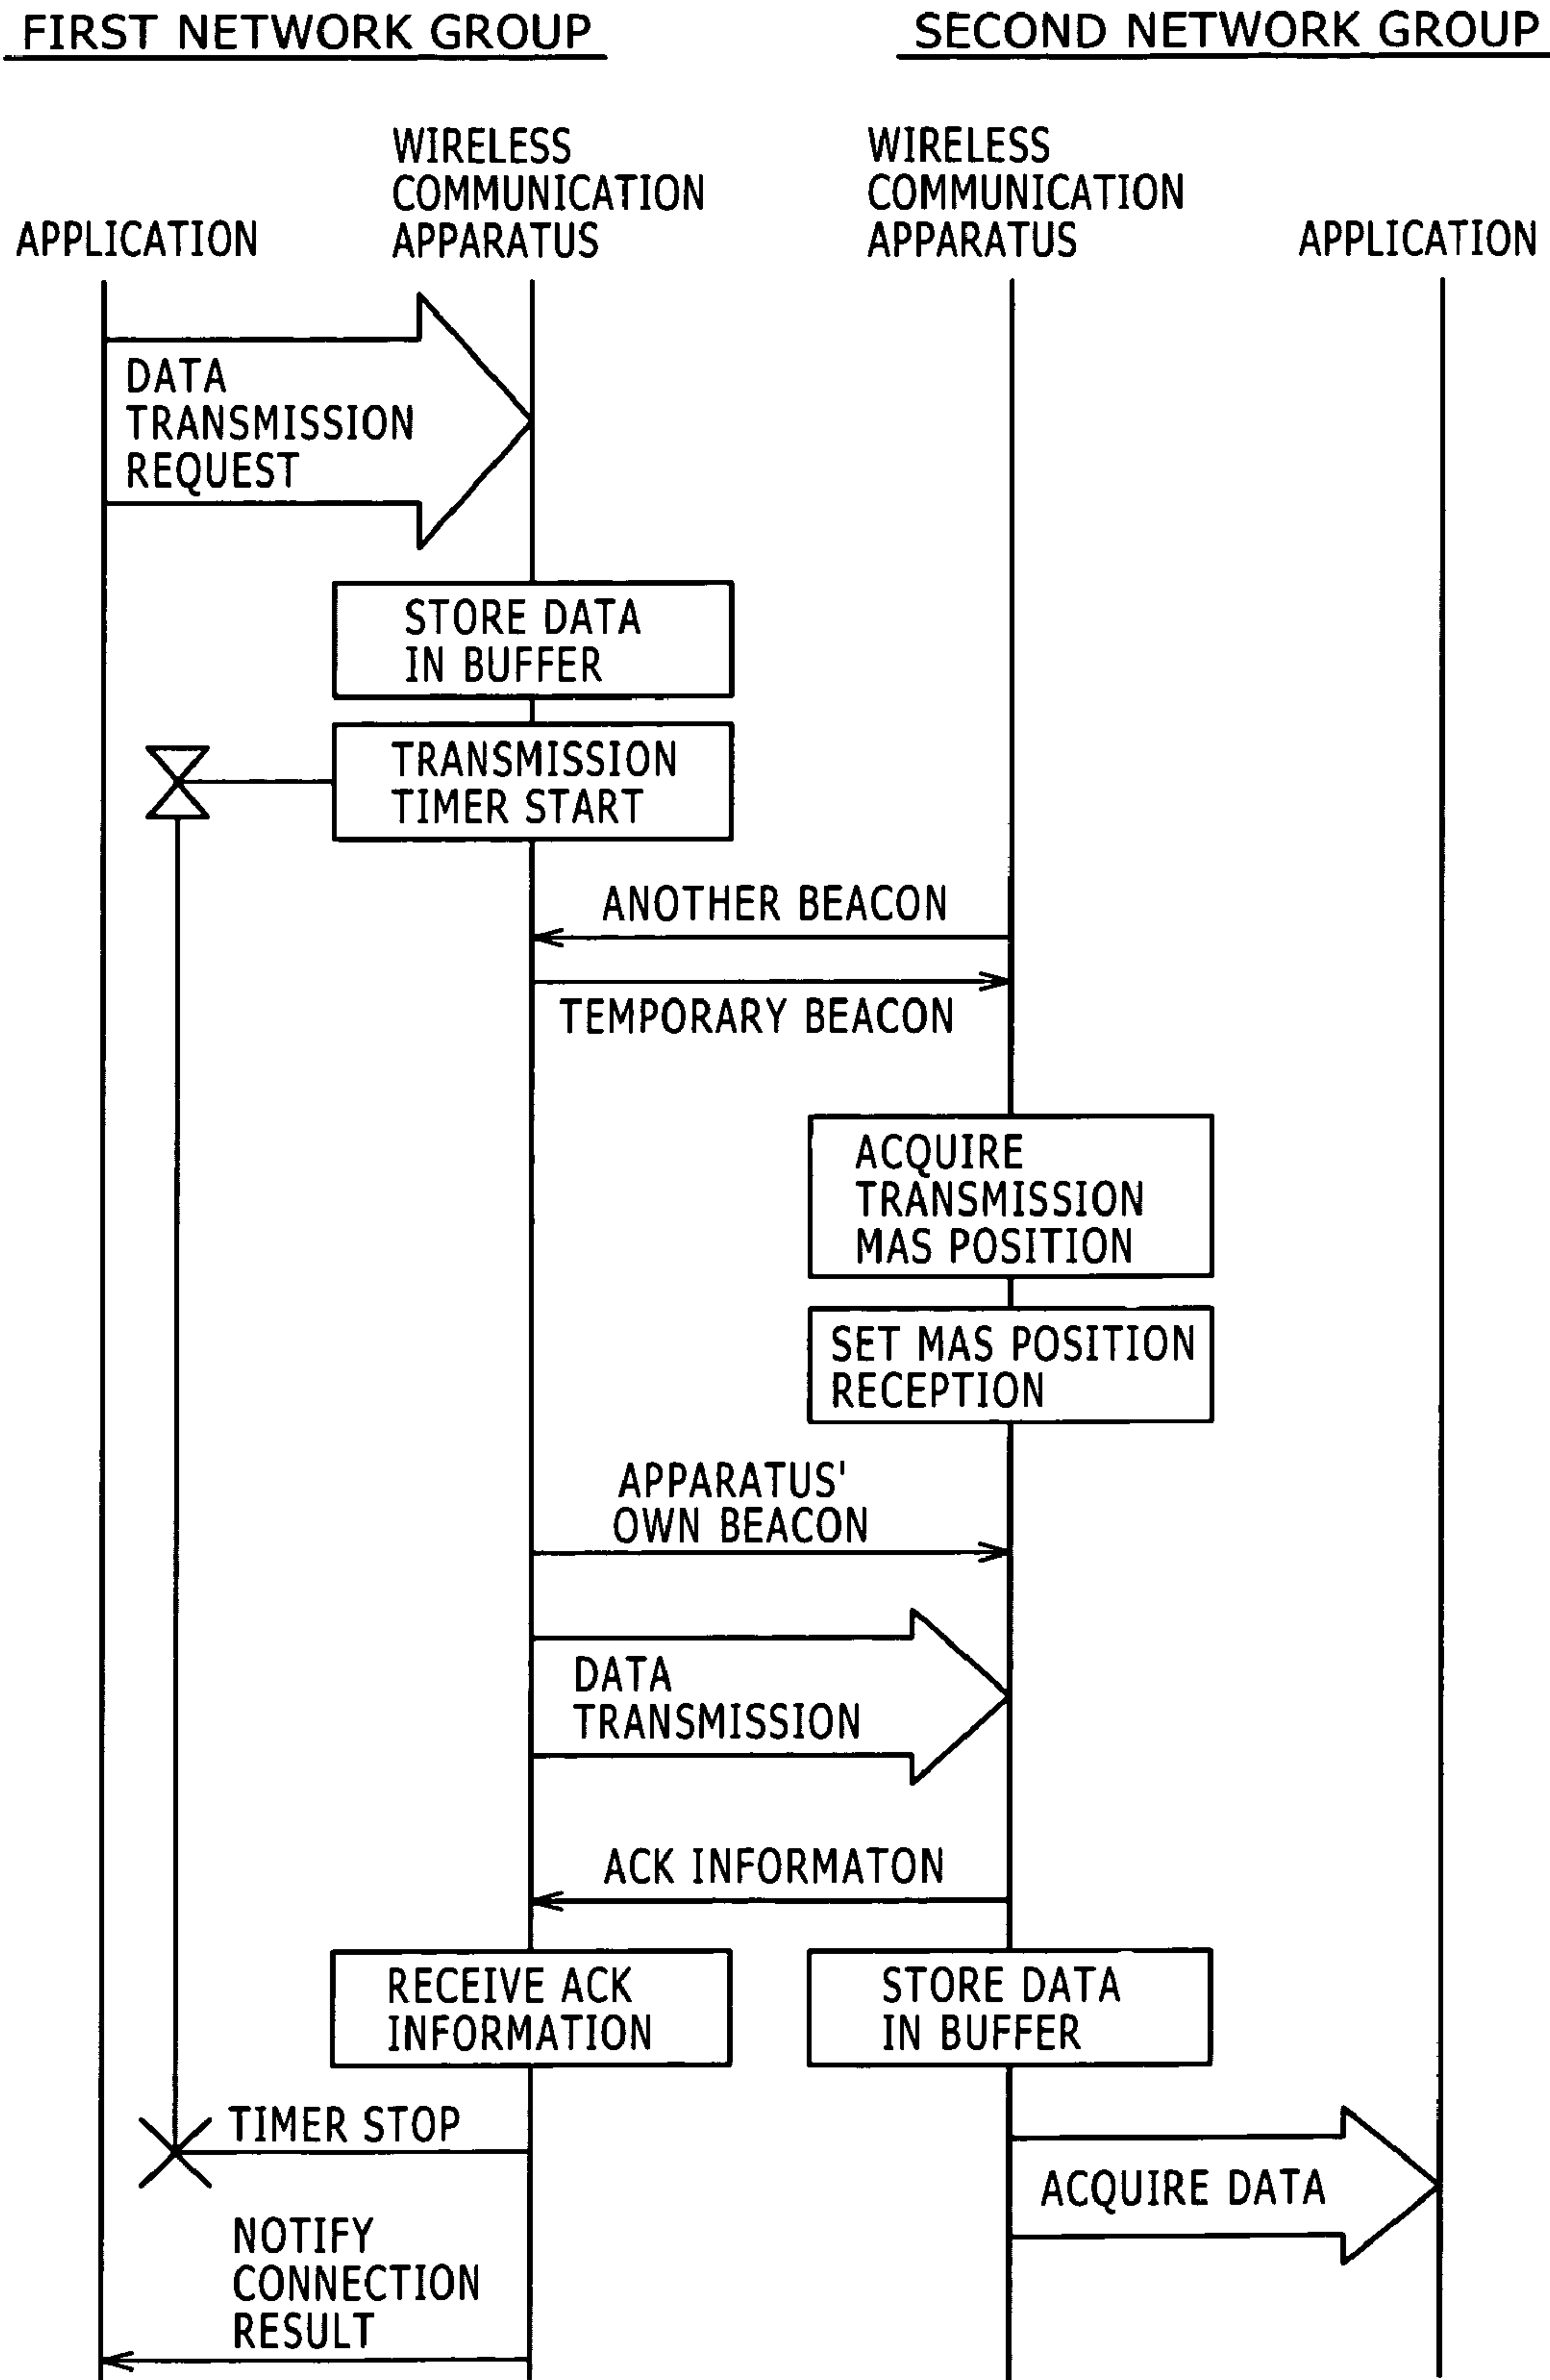 FIRST NETWORK GROUP
SECOND NETWORK GROUP
WIRELESS
COMMUNICATION
APPARATUS
WIRELESS
COMMUNICATION
APPARATUS
APPLICATION
APPLICATION
DATA
TRANSMISSION
REQUEST
STORE DATA
IN BUFFER
TRANSMISSION
TIMER START
ANOTHER BEACON
TEMPORARY BEACON
ACQUIRE
TRANSMISSION
MAS POSITION
SET MAS POSITION
RECEPTION
APPARATUS'
OWN BEACON
DATA
TRANSMISSION
ACK INFORMATON
RECEIVE ACK
INFORMATION
STORE DATA
IN BUFFER
TIMER STOP
ACQUIRE DATA
NOTIFY
CONNECTION
RESULT